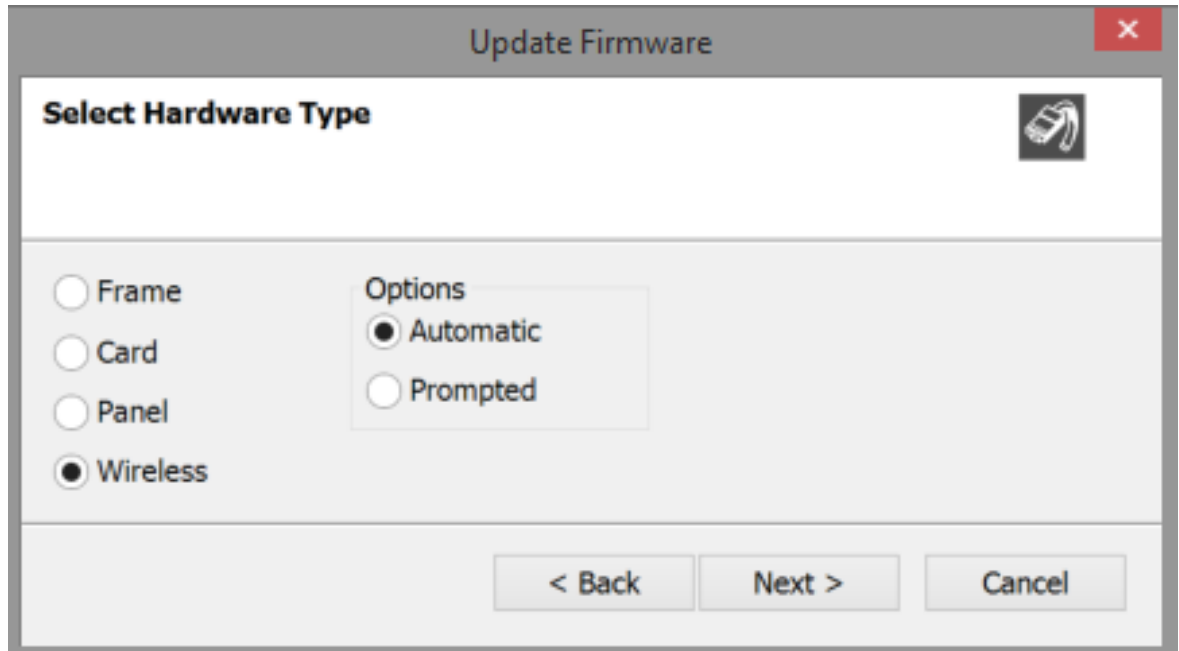 Update Firmware
Select Hardware Type
Frame
Card
Panel
Wireless
Options
Automatic
Prompted
< Back
Next >
Cancel